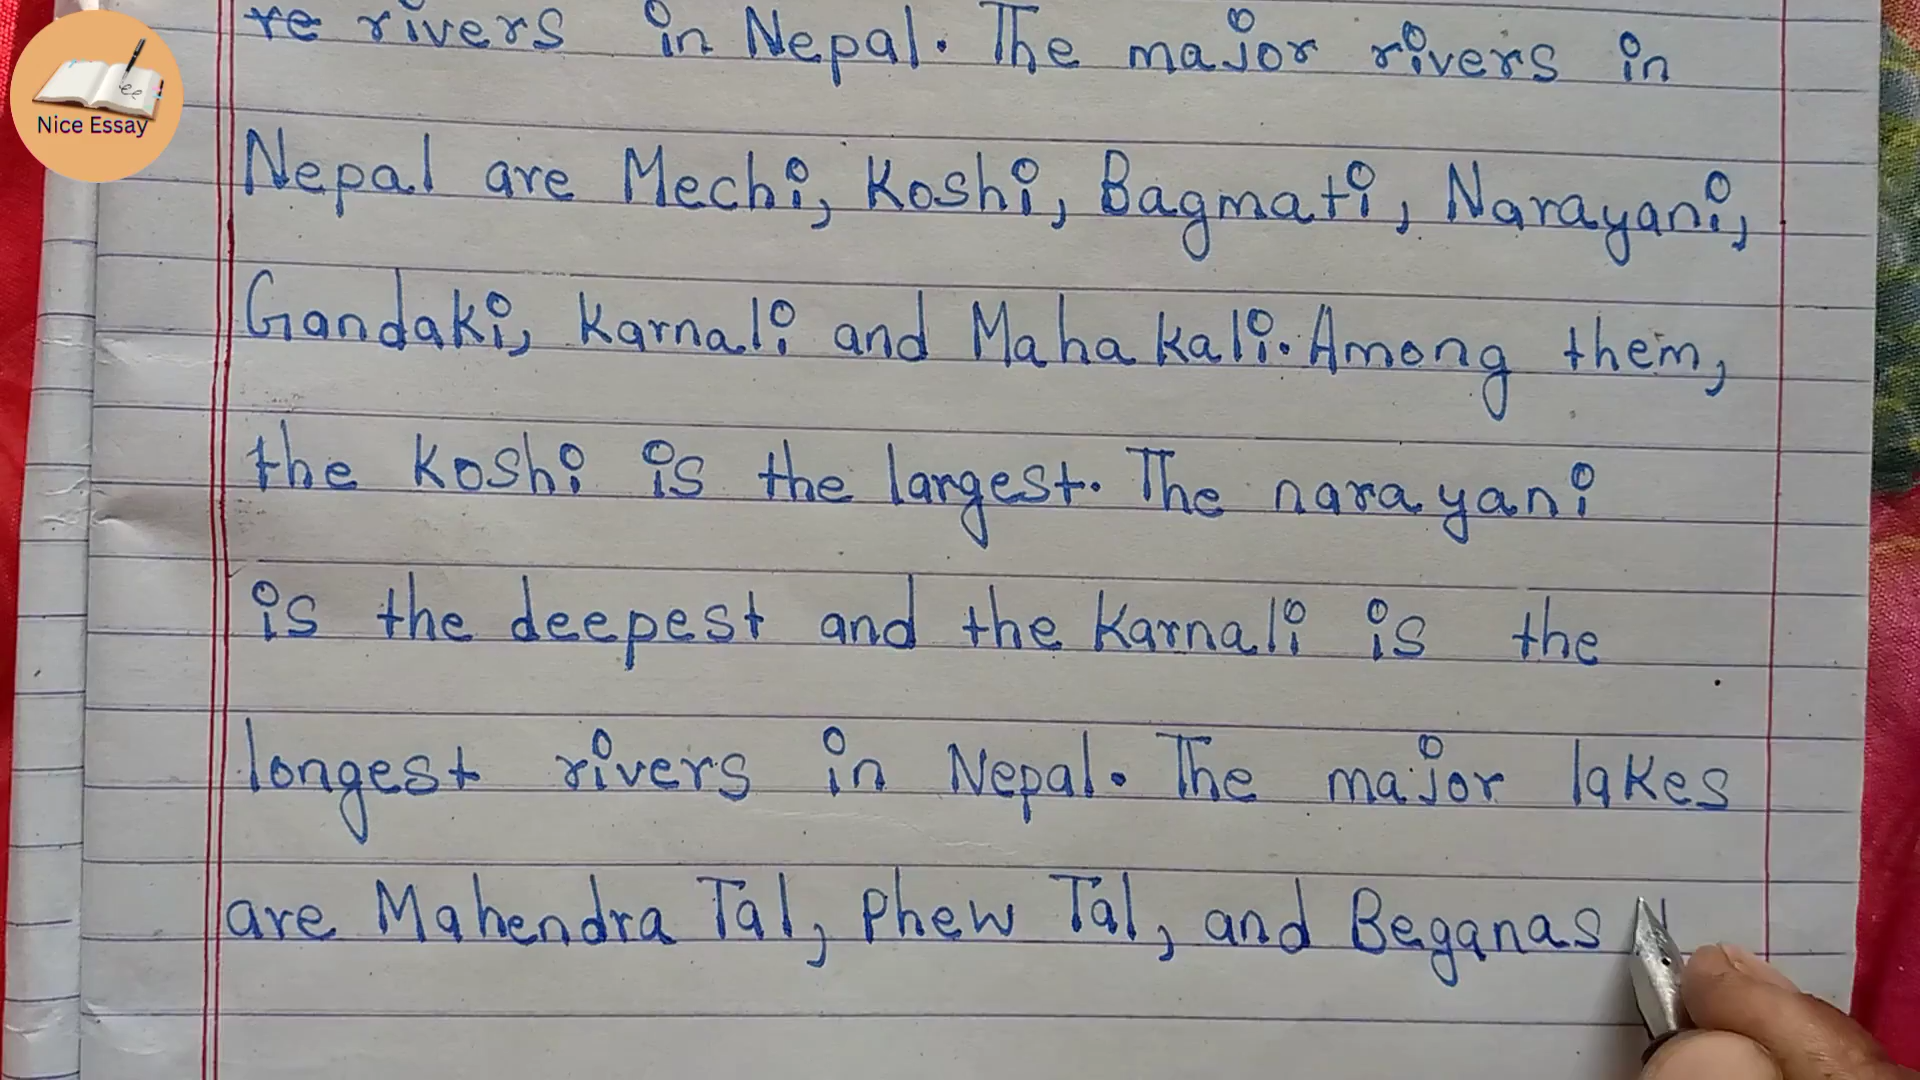 Nice Essay
re rivers in Nepal. The major rivers in
Nepal are Mechi, Koshi, Bagmati, Narayani,
Gandaki, Karnali and Mahakali. Among them,
the Koshi is the largest. The narayani
is the deepest and the Karnali is the
longest rivers in Nepal. The major lakes
are Mahendra Tal, Phew Tal, and Beganas